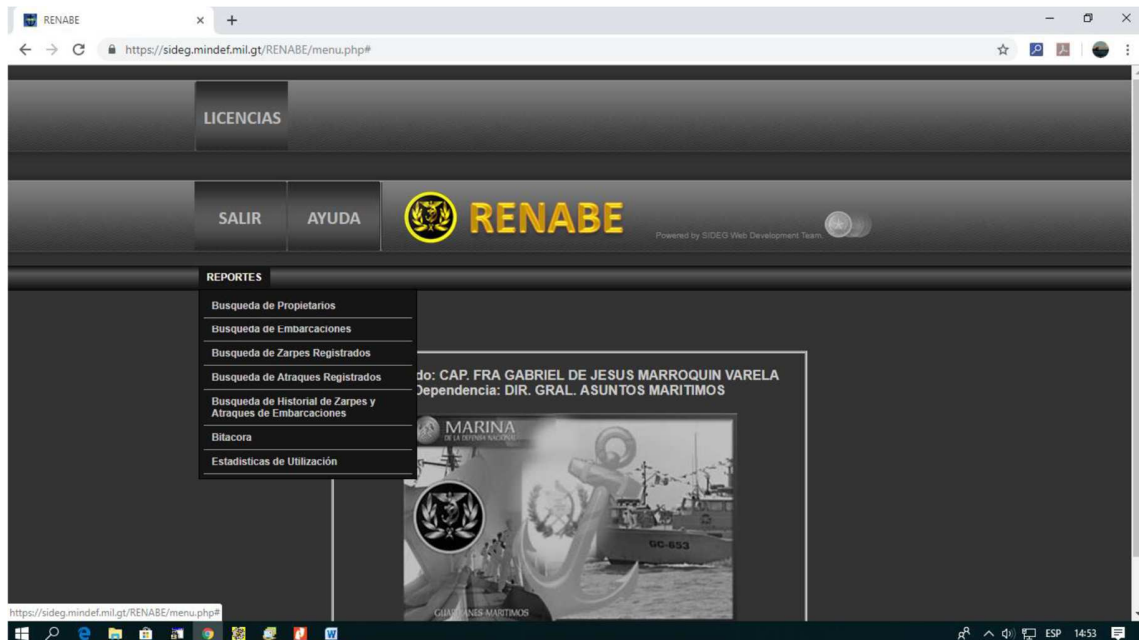 RENABE
https://sideg.mindef.mil.gt/RENABE/menu.php#
LICENCIAS
SALIR
AYUDA
RENABE
Powered by SIDEG Web Development Team.
REPORTES
Busqueda de Propietarios
Busqueda de Embarcaciones
Busqueda de Zarpes Registrados
Busqueda de Atraques Registrados
Busqueda de Historial de Zarpes y
Atraques de Embarcaciones
Bitacora
Estadisticas de Utilización
do: CAP. FRA GABRIEL DE JESUS MARROQUIN VARELA
Dependencia: DIR. GRAL. ASUNTOS MARITIMOS
MARINA
DE LA DEFENSA NACIONAL
GC-653
GUARDIANES MARITIMOS
https://sideg.mindef.mil.gt/RENABE/menu.php#
ESP
14:53